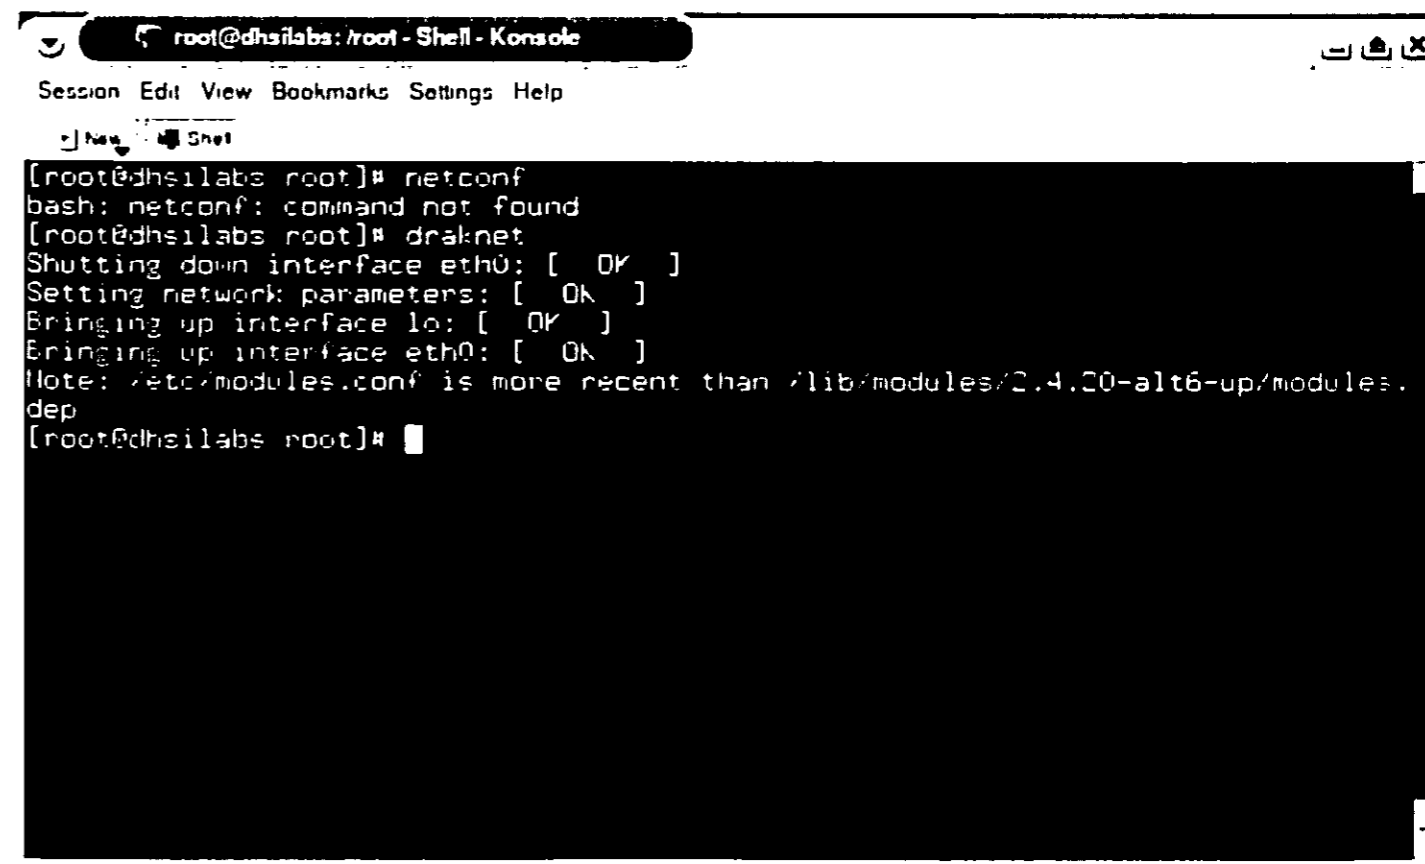 root@dhsilabs: /root - Shell - Konsole
Session Edit View Bookmarks Settings Help
New Shell
[root@dhsilabs root]# netconf
bash: netconf: command not found
[root@dhsilabs root]# draknet
Shutting down interface eth0: [  OK  ]
Setting network parameters: [  OK  ]
Bringing up interface lo: [  OK  ]
Bringing up interface eth0: [  OK  ]
Note: /etc/modules.conf is more recent than /lib/modules/2.4.20-alt6-up/modules.
dep
[root@dhsilabs root]#